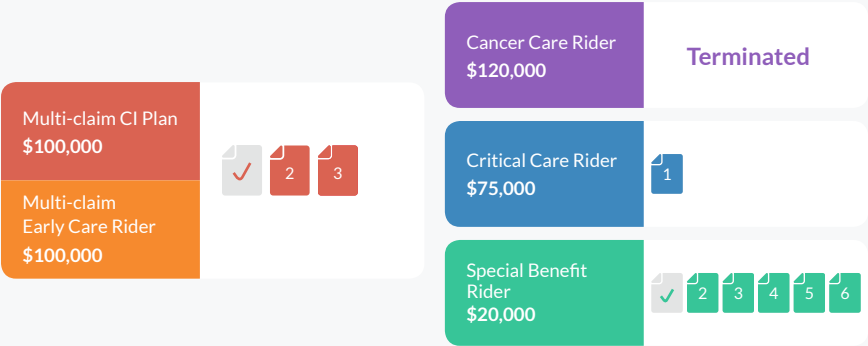 Multi-claim CI Plan
$100,000
Multi-claim
Early Care Rider
$100,000
2 3
Cancer Care Rider
$120,000
Terminated
Critical Care Rider
$75,000
1
Special Benefit
Rider
$20,000
2 3 4 5 6